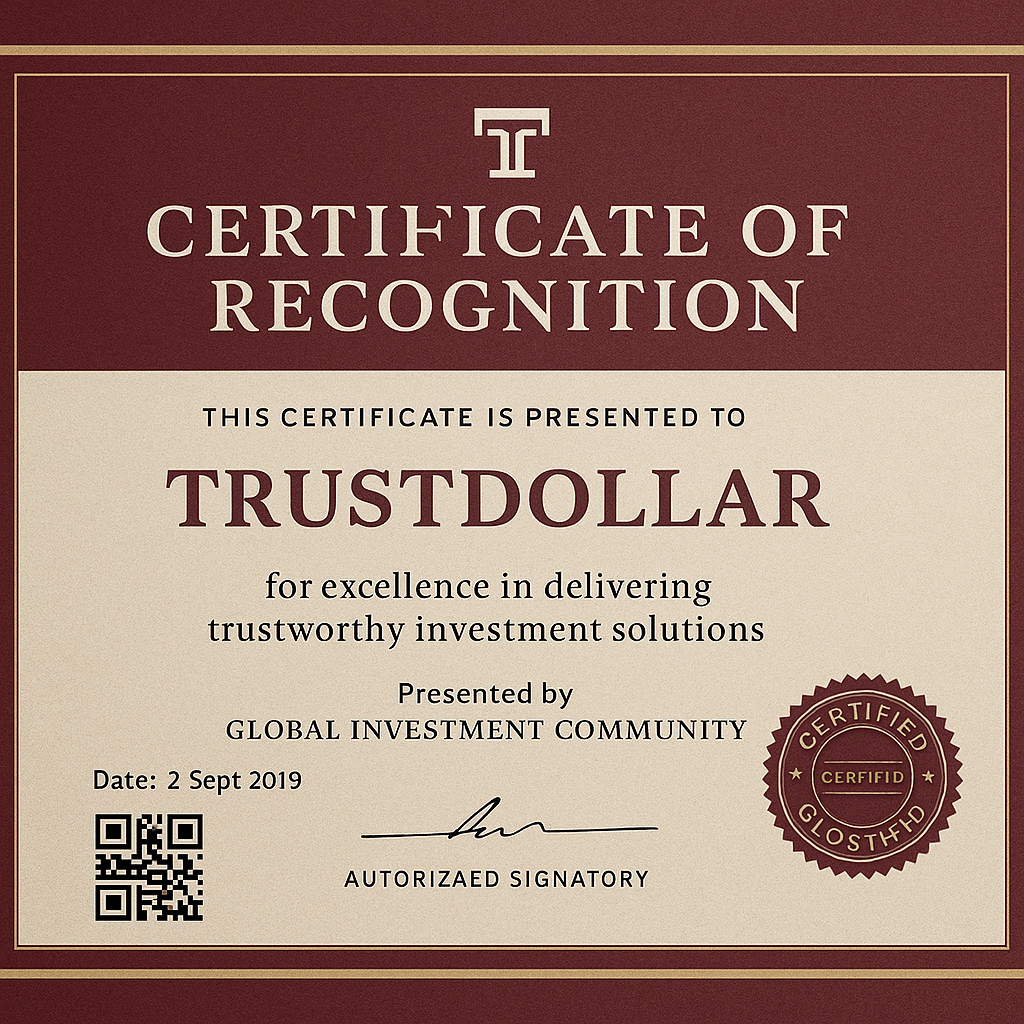 CERTIFICATE OF
RECOGNITION
THIS CERTIFICATE IS PRESENTED TO
TRUSTDOLLAR
for excellence in delivering
trustworthy investment solutions
Presented by
GLOBAL INVESTMENT COMMUNITY
Date: 2 Sept 2019
AUTORIZAED SIGNATORY
CERTIFIED
CERFIFID